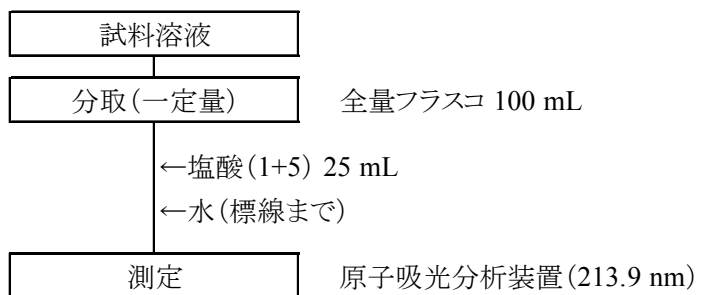 試料溶液
分取(一定量) 全量フラスコ 100 mL
←塩酸(1+5) 25 mL
←水(標線まで)
測定 原子吸光分析装置(213.9 nm)